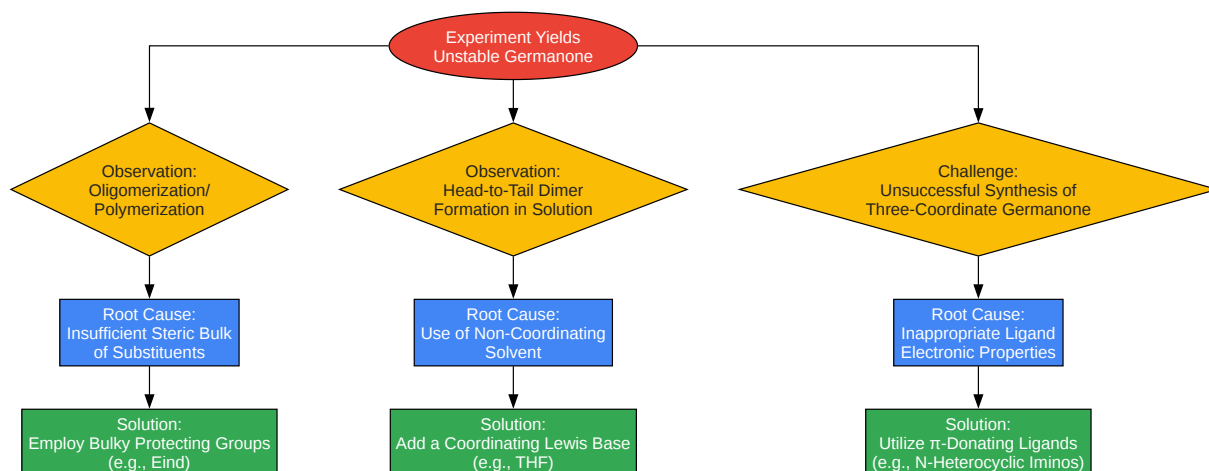 Experiment Yields
Unstable Germanone
Observation:
Oligomerization/
Polymerization
Observation:
Head-to-Tail Dimer
Formation in Solution
Challenge:
Unsuccessful Synthesis of
Three-Coordinate Germanone
Root Cause:
Insufficient Steric Bulk
of Substituents
Root Cause:
Use of Non-Coordinating
Solvent
Root Cause:
Inappropriate Ligand
Electronic Properties
Solution:
Employ Bulky Protecting Groups
(e.g., Eind)
Solution:
Add a Coordinating Lewis Base
(e.g., THF)
Solution:
Utilize π-Donating Ligands
(e.g., N-Heterocyclic Iminos)